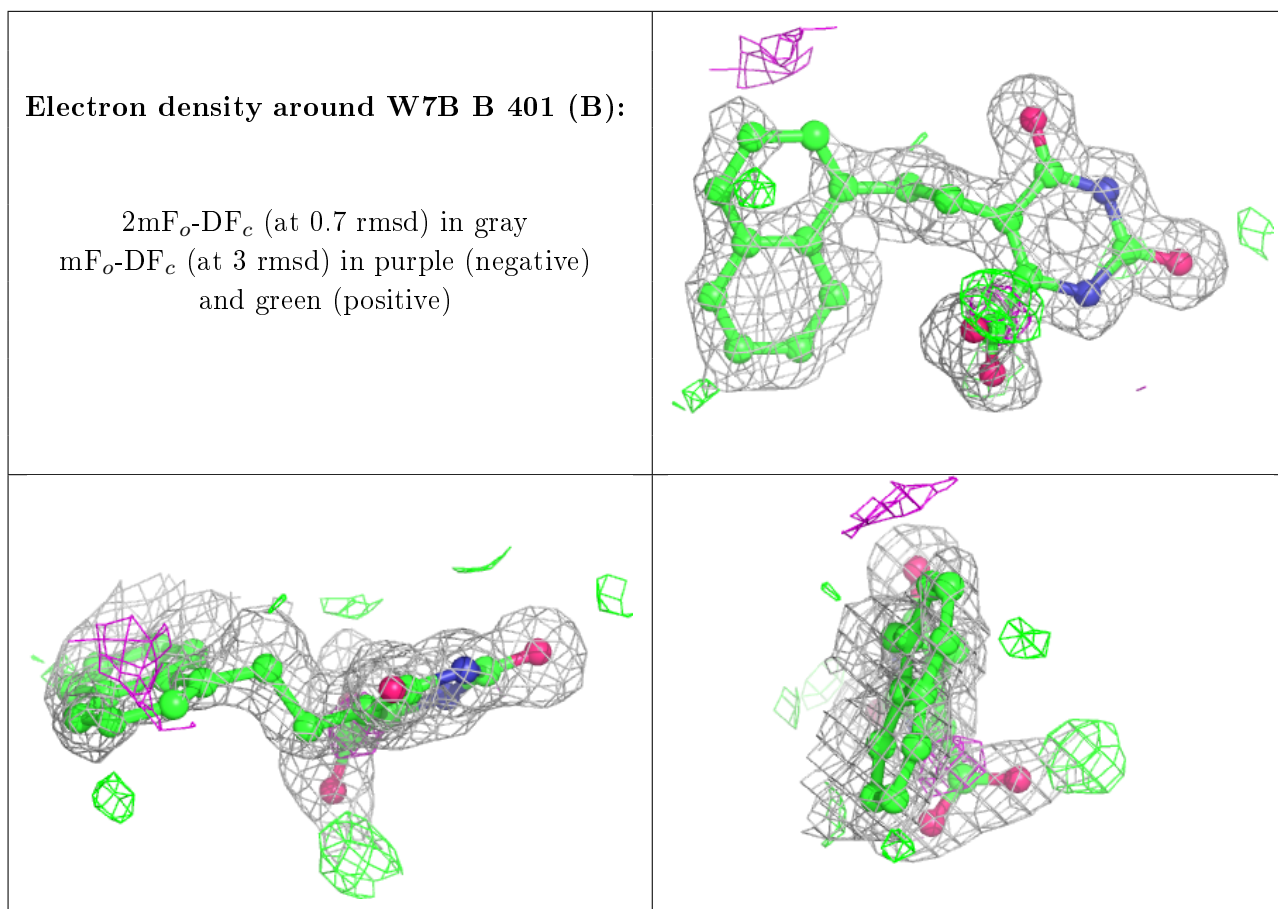 Electron density around W7B B 401 (B):
2mFo-DFc (at 0.7 rmsd) in gray
mFo-DFc (at 3 rmsd) in purple (negative)
and green (positive)